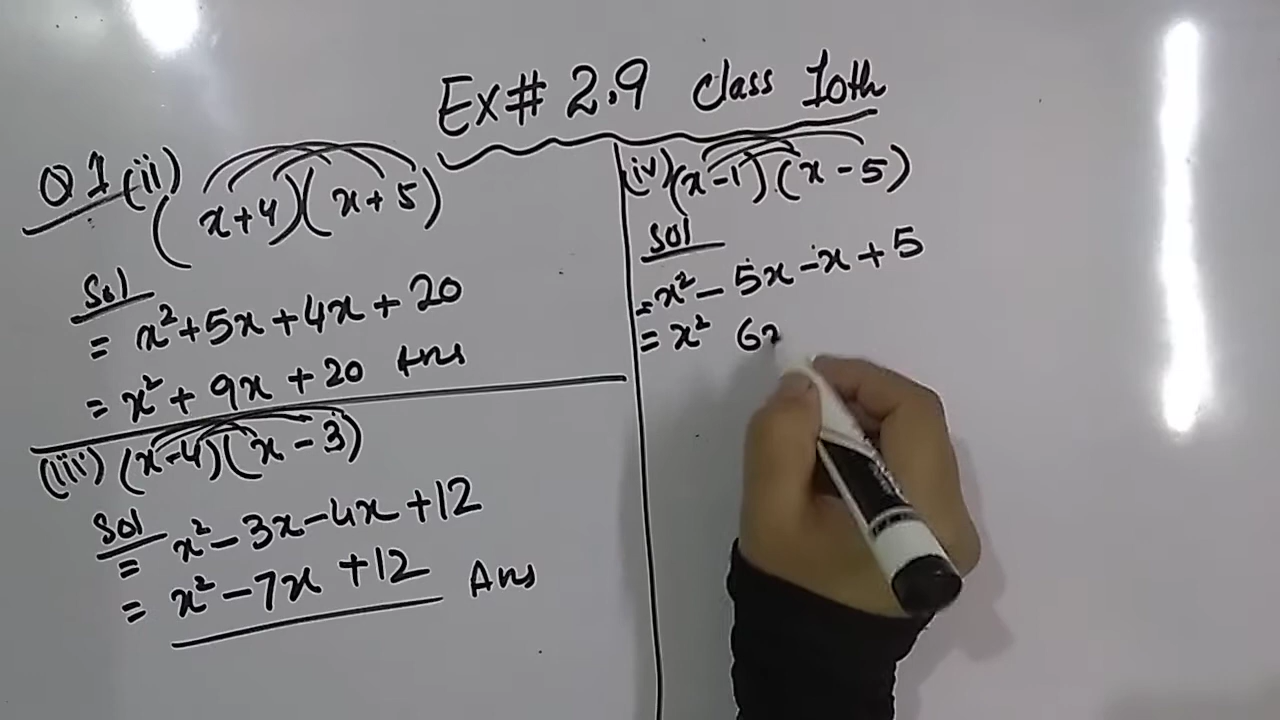 Ex# 2.9 Class 10th
Q1 (ii) (x+4)(x+5)
Sol
= x²+5x+4x+20
= x²+9x+20 Ans
(iii) (x-4)(x-3)
Sol
= x²-3x-4x+12
= x²-7x+12 Ans
(iv) (x-1).(x-5)
Sol
= x²-5x-x+5
= x² 6x